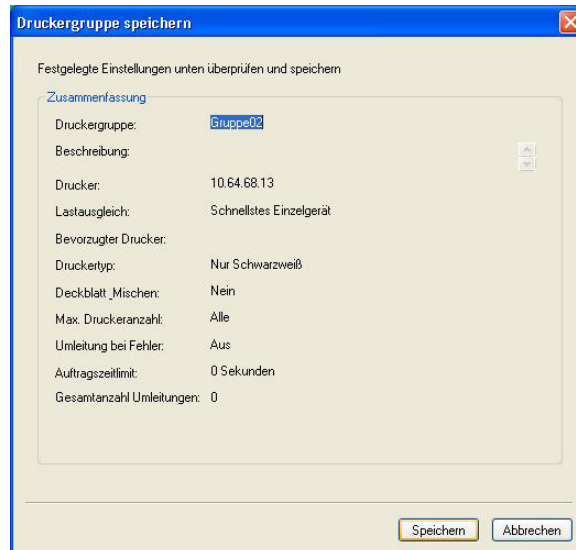 Druckergruppe speichern
Festgelegte Einstellungen unten überprüfen und speichern
Zusammenfassung
Druckergruppe: Gruppe02
Beschreibung:
Drucker: 10.64.68.13
Lastausgleich: Schnellstes Einzelgerät
Bevorzugter Drucker:
Druckertyp: Nur Schwarzweiß
Deckblatt_Mischen: Nein
Max. Druckeranzahl: Alle
Umleitung bei Fehler: Aus
Auftragszeitlimit: 0 Sekunden
Gesamtanzahl Umleitungen: 0
Speichern Abbrechen